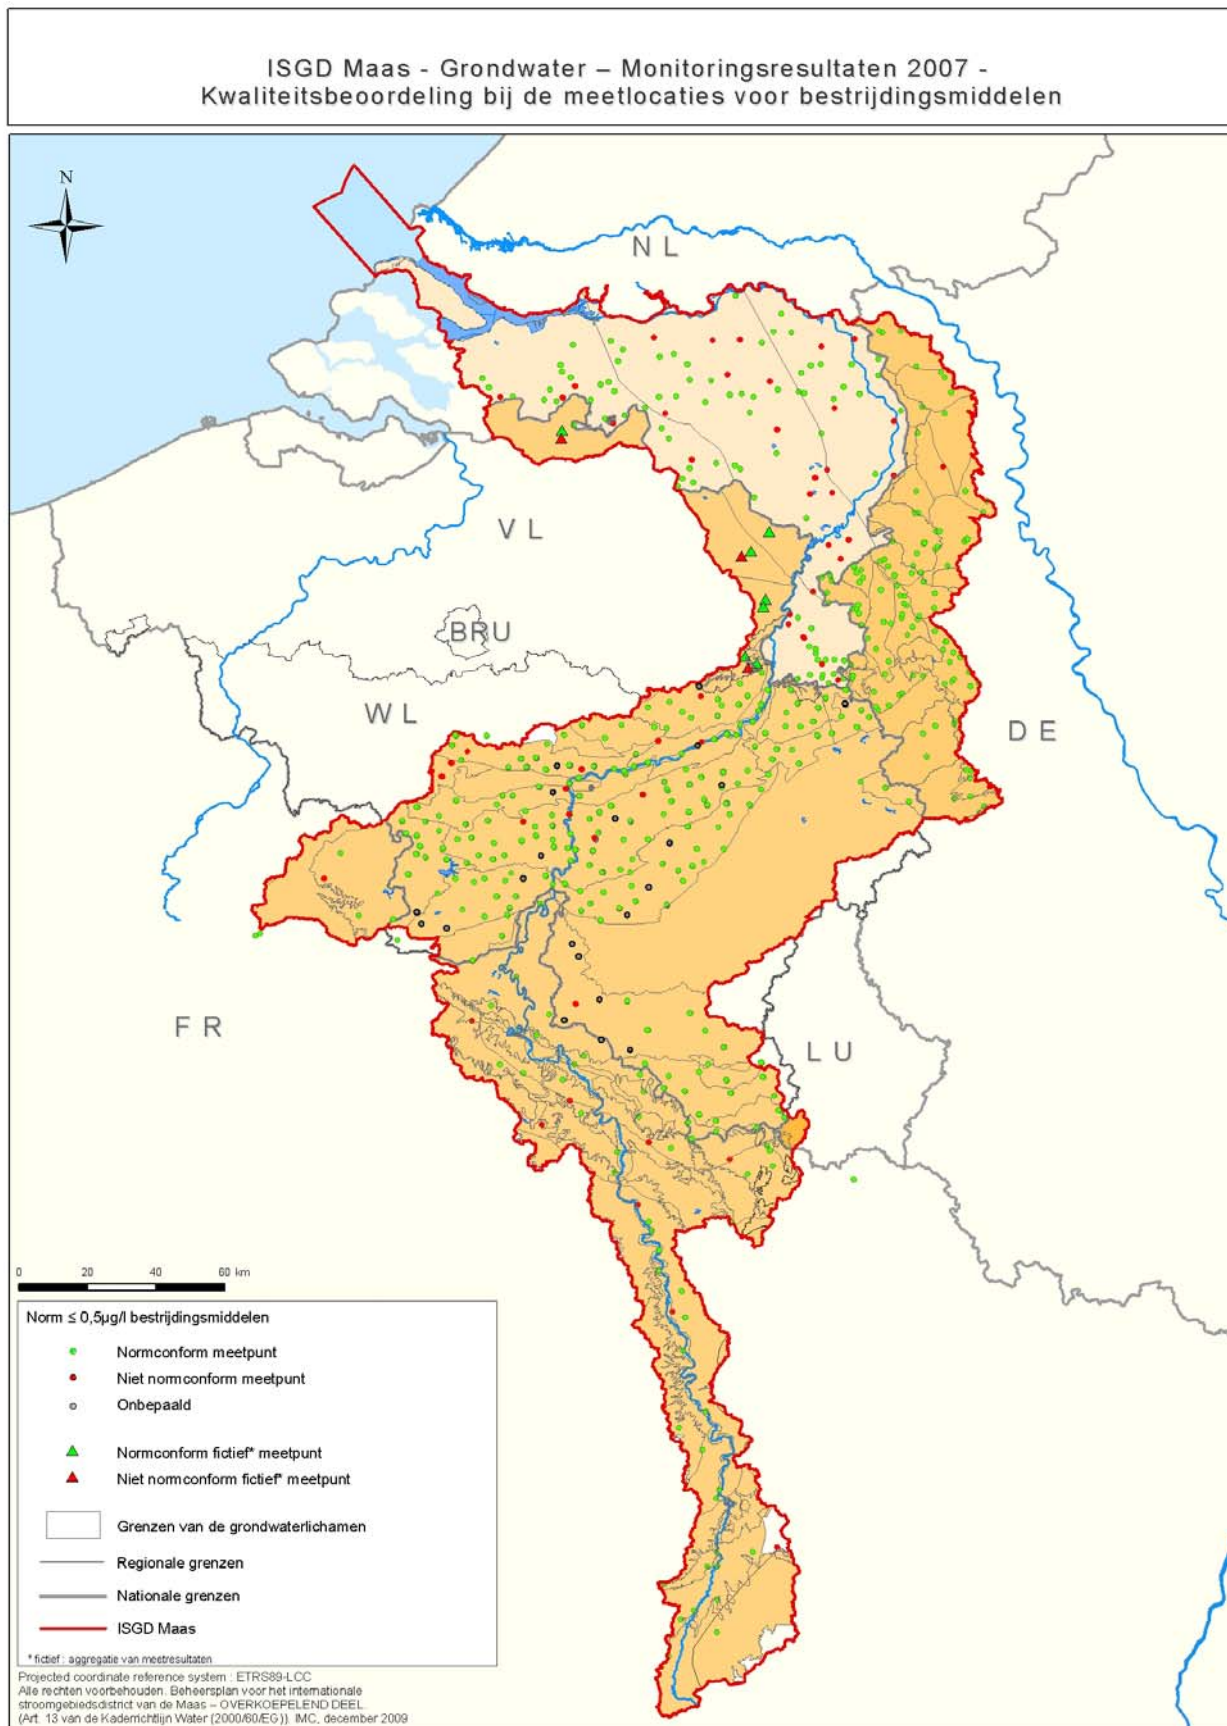 ISGD Maas - Grondwater – Monitoringsresultaten 2007 -
Kwaliteitsbeoordeling bij de meetlocaties voor bestrijdingsmiddelen
N
NL
VL
BRU
WL
DE
FR
LU
0 20 40 60 km
Norm ≤ 0,5µg/l bestrijdingsmiddelen
Normconform meetpunt
Niet normconform meetpunt
Onbepaald
Normconform fictief* meetpunt
Niet normconform fictief* meetpunt
Grenzen van de grondwaterlichamen
Regionale grenzen
Nationale grenzen
ISGD Maas
* fictief : aggregatie van meetresultaten
Projected coordinate reference system : ETRS89-LCC
Alle rechten voorbehouden. Beheersplan voor het internationale
stroomgebiedsdistrict van de Maas – OVERKOEPELEND DEEL
(Art. 13 van de Kaderrichtlijn Water (2000/60/EG)). IMC, december 2009